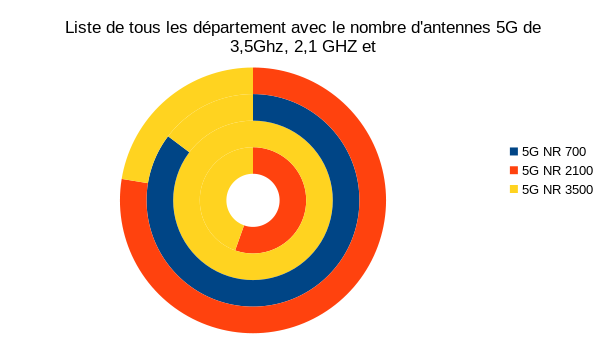 Liste de tous les département avec le nombre d'antennes 5G de
3,5Ghz, 2,1 GHZ et
5G NR 700
5G NR 2100
5G NR 3500